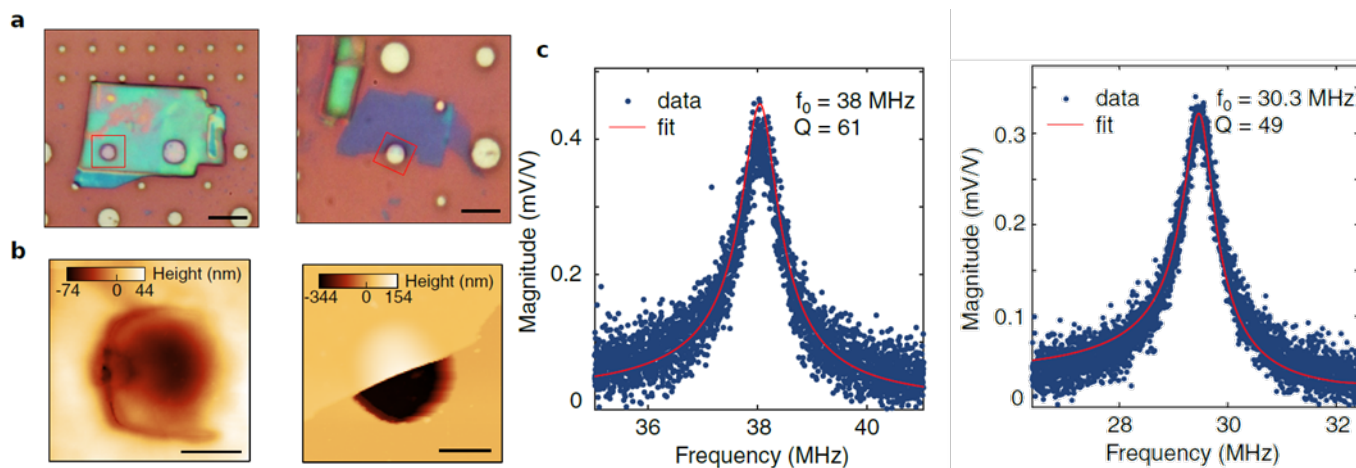 a
b
-74 0 44 Height (nm)
-344 0 154 Height (nm)
c
Magnitude (mV/V)
0.4
0.2
0
data
fit
f₀ = 38 MHz
Q = 61
36 38 40
Frequency (MHz)
Magnitude (mV/V)
0.3
0.2
0.1
0
data
fit
f₀ = 30.3 MHz
Q = 49
28 30 32
Frequency (MHz)